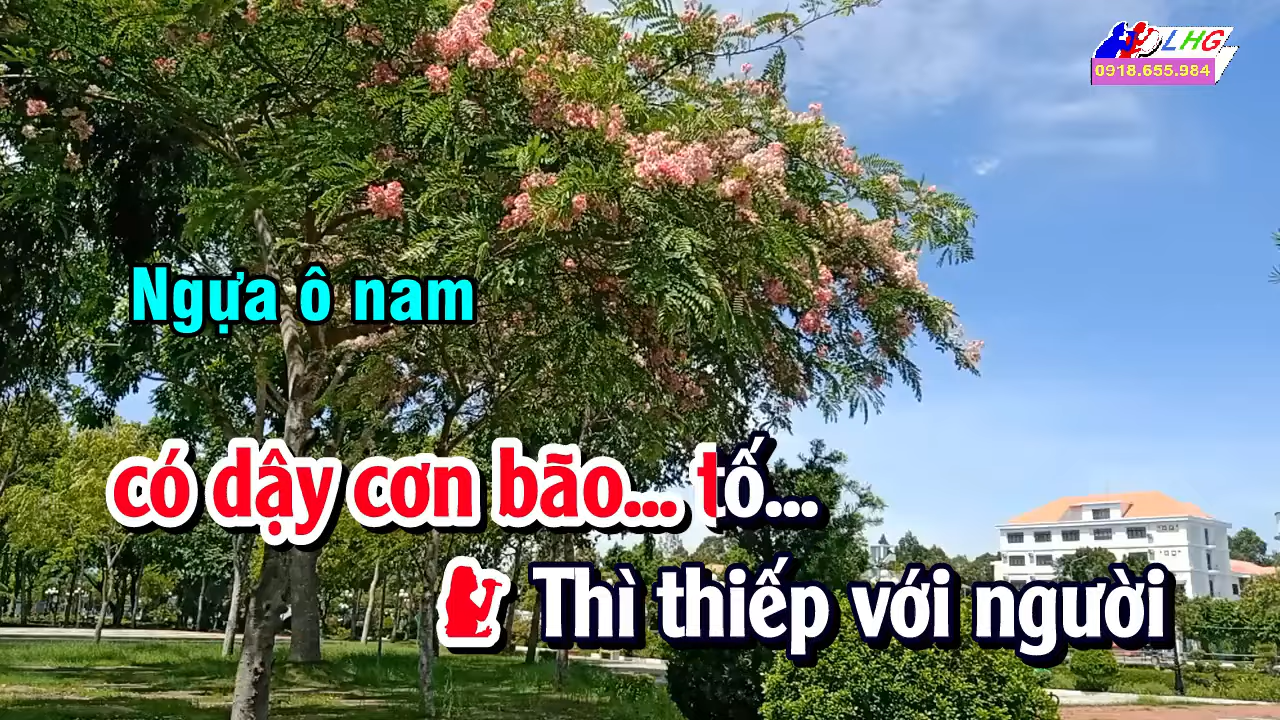 LHG
0918.655.984
Ngựa ô nam
có dậy cơn bão... tố...
Thì thiếp với người